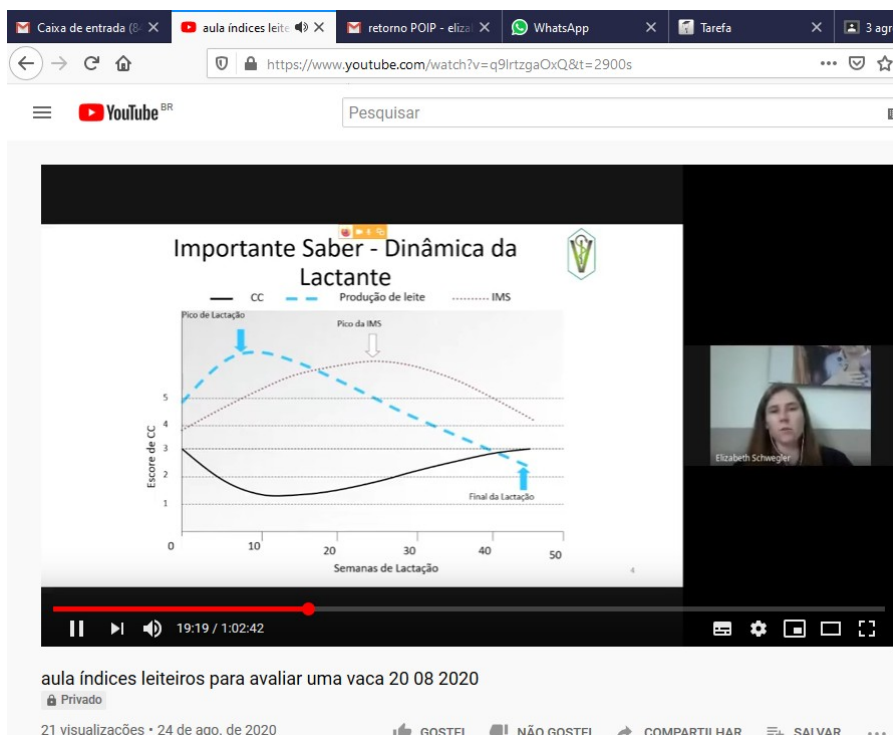 Caixa de entrada (8
aula índices leite
retorno POIP - eliza
WhatsApp
Tarefa
3 agr
https://www.youtube.com/watch?v=q9IrtzgaOxQ&t=2900s
YouTube BR
Pesquisar
Importante Saber - Dinâmica da
Lactante
CC
Produção de leite
IMS
Pico de Lactação
Pico da IMS
5
4
3
2
1
Escore de CC
Final da Lactação
0 10 20 30 40 50
Semanas de Lactação
4
Elizabeth Schwegler
19:19 / 1:02:42
aula índices leiteiros para avaliar uma vaca 20 08 2020
Privado
21 visualizações • 24 de ago. de 2020
GOSTEI
NÃO GOSTEI
COMPARTILHAR
SALVAR